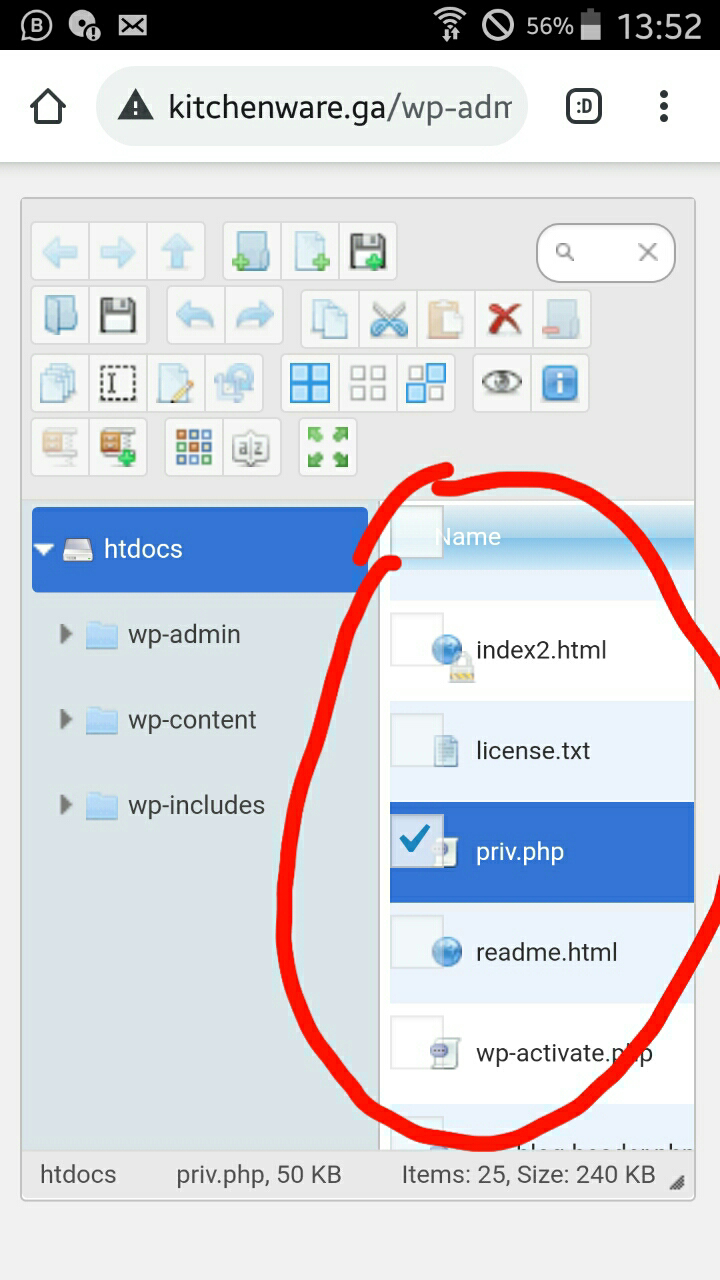 56% 13:52
kitchenware.ga/wp-adm
:D
htdocs
wp-admin
wp-content
wp-includes
Name
index2.html
license.txt
priv.php
readme.html
wp-activate.php
htdocs priv.php, 50 KB Items: 25, Size: 240 KB